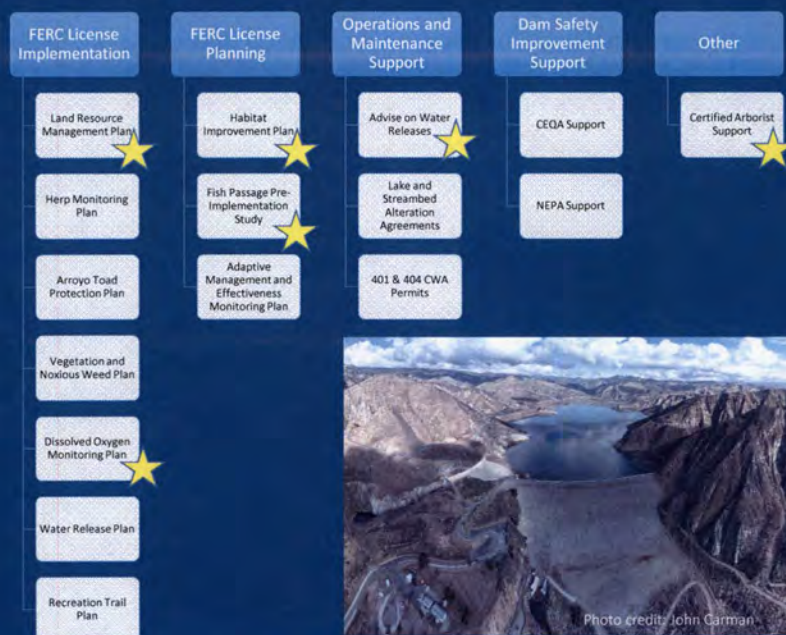 FERC License
Implementation
Land Resource
Management Plan
Herp Monitoring
Plan
Arroyo Toad
Protection Plan
Vegetation and
Noxious Weed Plan
Dissolved Oxygen
Monitoring Plan
Water Release Plan
Recreation Trail
Plan
FERC License
Planning
Habitat
Improvement Plan
Fish Passage Pre-
Implementation
Study
Adaptive
Management and
Effectiveness
Monitoring Plan
Operations and
Maintenance
Support
Advise on Water
Releases
Lake and
Streambed
Alteration
Agreements
401 & 404 CWA
Permits
Dam Safety
Improvement
Support
CEQA Support
NEPA Support
Other
Certified Arborist
Support
Photo credit: John Carman